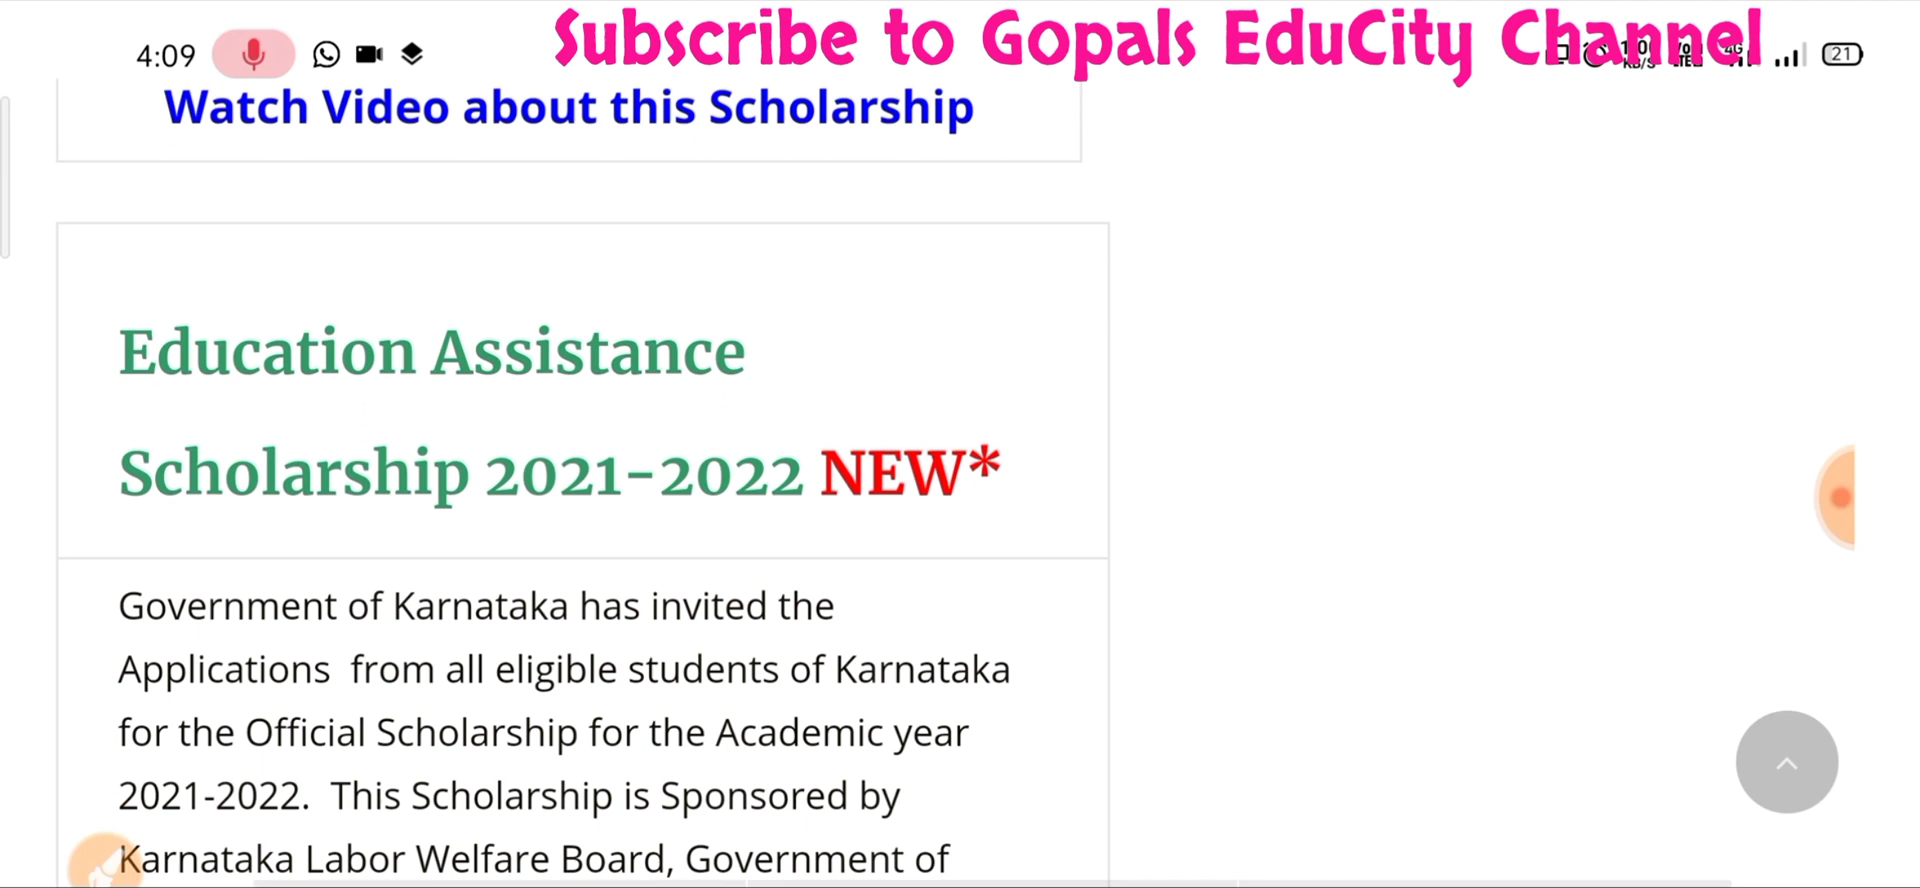 Subscribe to Gopals EduCity Channel
4:09
21
Watch Video about this Scholarship
Education Assistance
Scholarship 2021-2022 NEW*
Government of Karnataka has invited the
Applications from all eligible students of Karnataka
for the Official Scholarship for the Academic year
2021-2022. This Scholarship is Sponsored by
Karnataka Labor Welfare Board, Government of